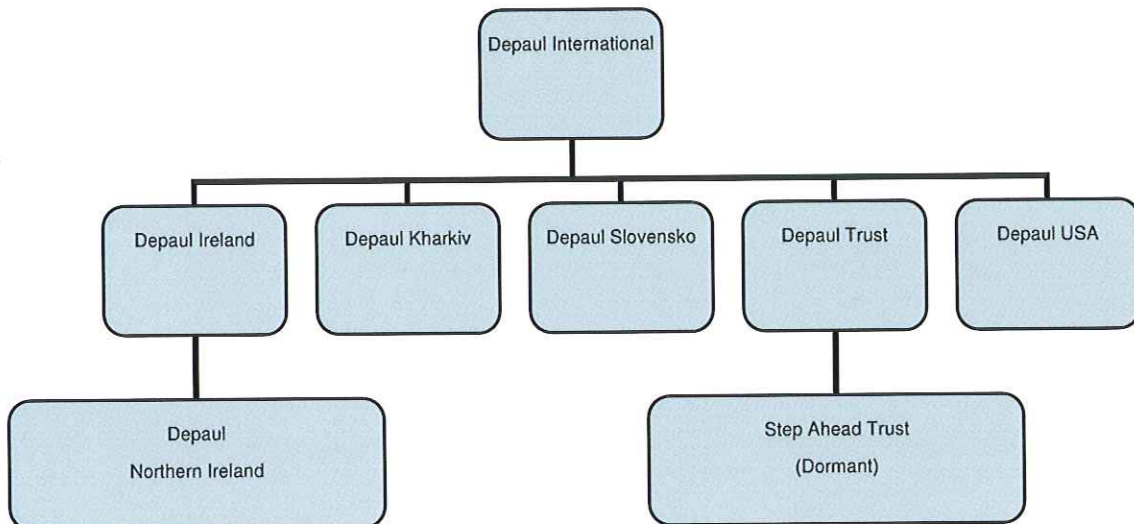 Depaul International
Depaul Ireland
Depaul Kharkiv
Depaul Slovensko
Depaul Trust
Depaul USA
Depaul
Northern Ireland
Step Ahead Trust
(Dormant)